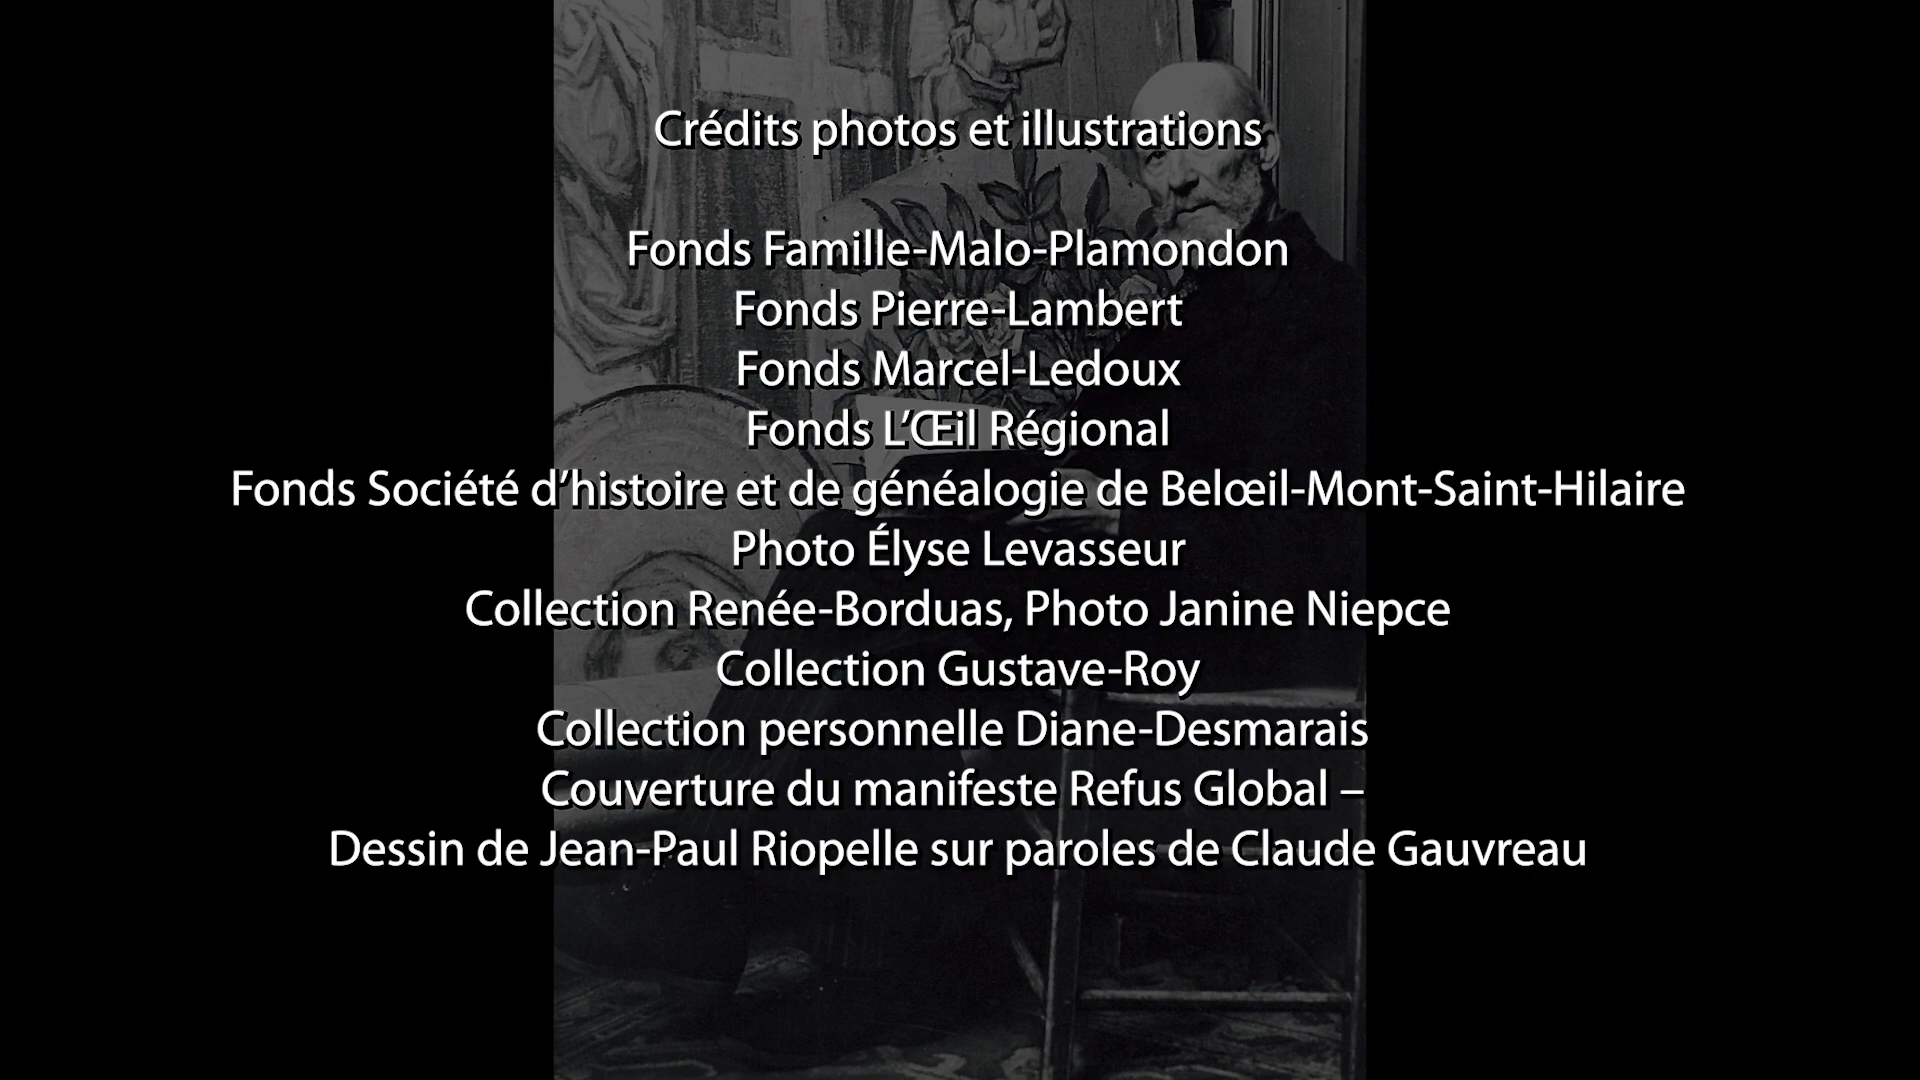 Crédits photos et illustrations
Fonds Famille-Malo-Plamondon
Fonds Pierre-Lambert
Fonds Marcel-Ledoux
Fonds L’Œil Régional
Fonds Société d’histoire et de généalogie de Belœil-Mont-Saint-Hilaire
Photo Élyse Levasseur
Collection Renée-Borduas, Photo Janine Niepce
Collection Gustave-Roy
Collection personnelle Diane-Desmarais
Couverture du manifeste Refus Global –
Dessin de Jean-Paul Riopelle sur paroles de Claude Gauvreau